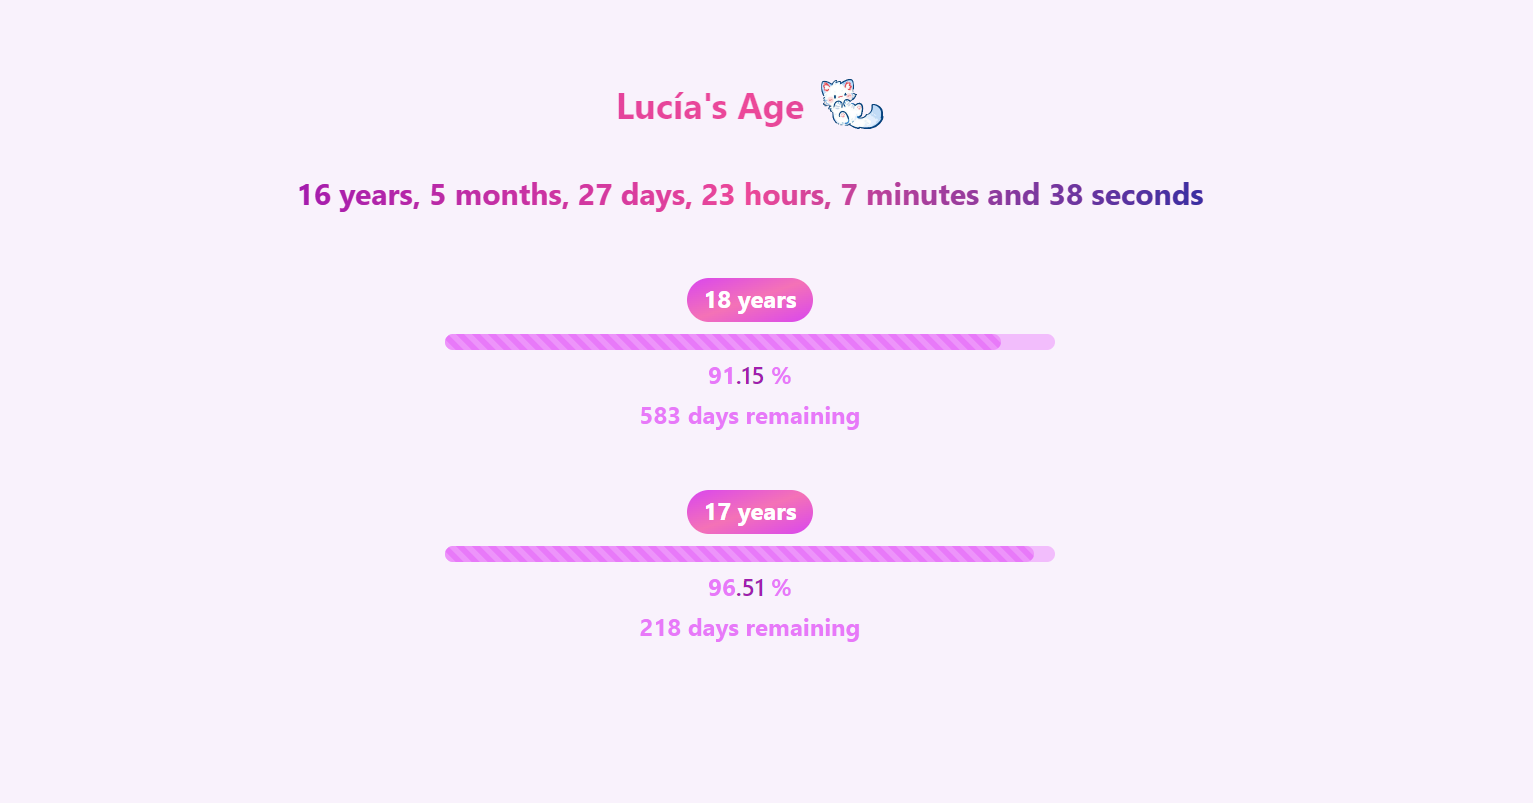 Lucía's Age
16 years, 5 months, 27 days, 23 hours, 7 minutes and 38 seconds
18 years
91.15 %
583 days remaining
17 years
96.51 %
218 days remaining